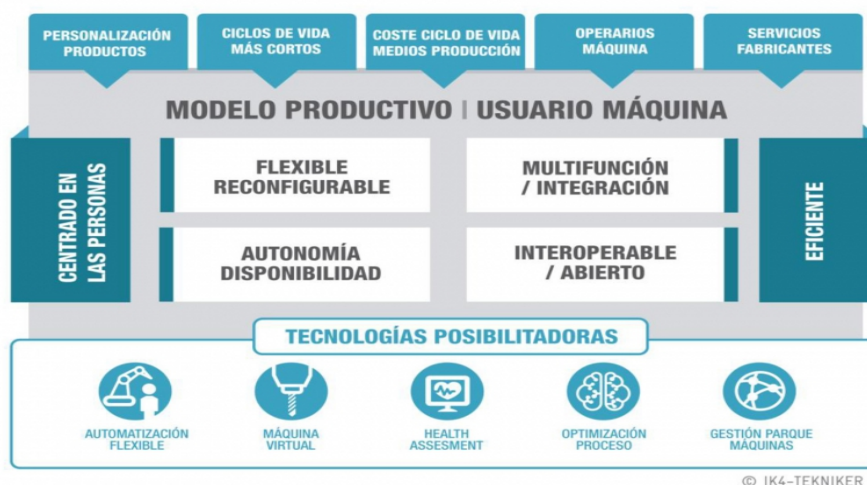 PERSONALIZACIÓN
PRODUCTOS
CICLOS DE VIDA
MÁS CORTOS
COSTE CICLO DE VIDA
MEDIOS PRODUCCIÓN
OPERARIOS
MÁQUINA
SERVICIOS
FABRICANTES
MODELO PRODUCTIVO | USUARIO MÁQUINA
CENTRADO EN
LAS PERSONAS
FLEXIBLE
RECONFIGURABLE
MULTIFUNCIÓN
/ INTEGRACIÓN
AUTONOMÍA
DISPONIBILIDAD
INTEROPERABLE
/ ABIERTO
EFICIENTE
TECNOLOGÍAS POSIBILITADORAS
AUTOMATIZACIÓN
FLEXIBLE
MÁQUINA
VIRTUAL
HEALTH
ASSESMENT
OPTIMIZACIÓN
PROCESO
GESTIÓN PARQUE
MÁQUINAS
© IK4-TEKNIKER